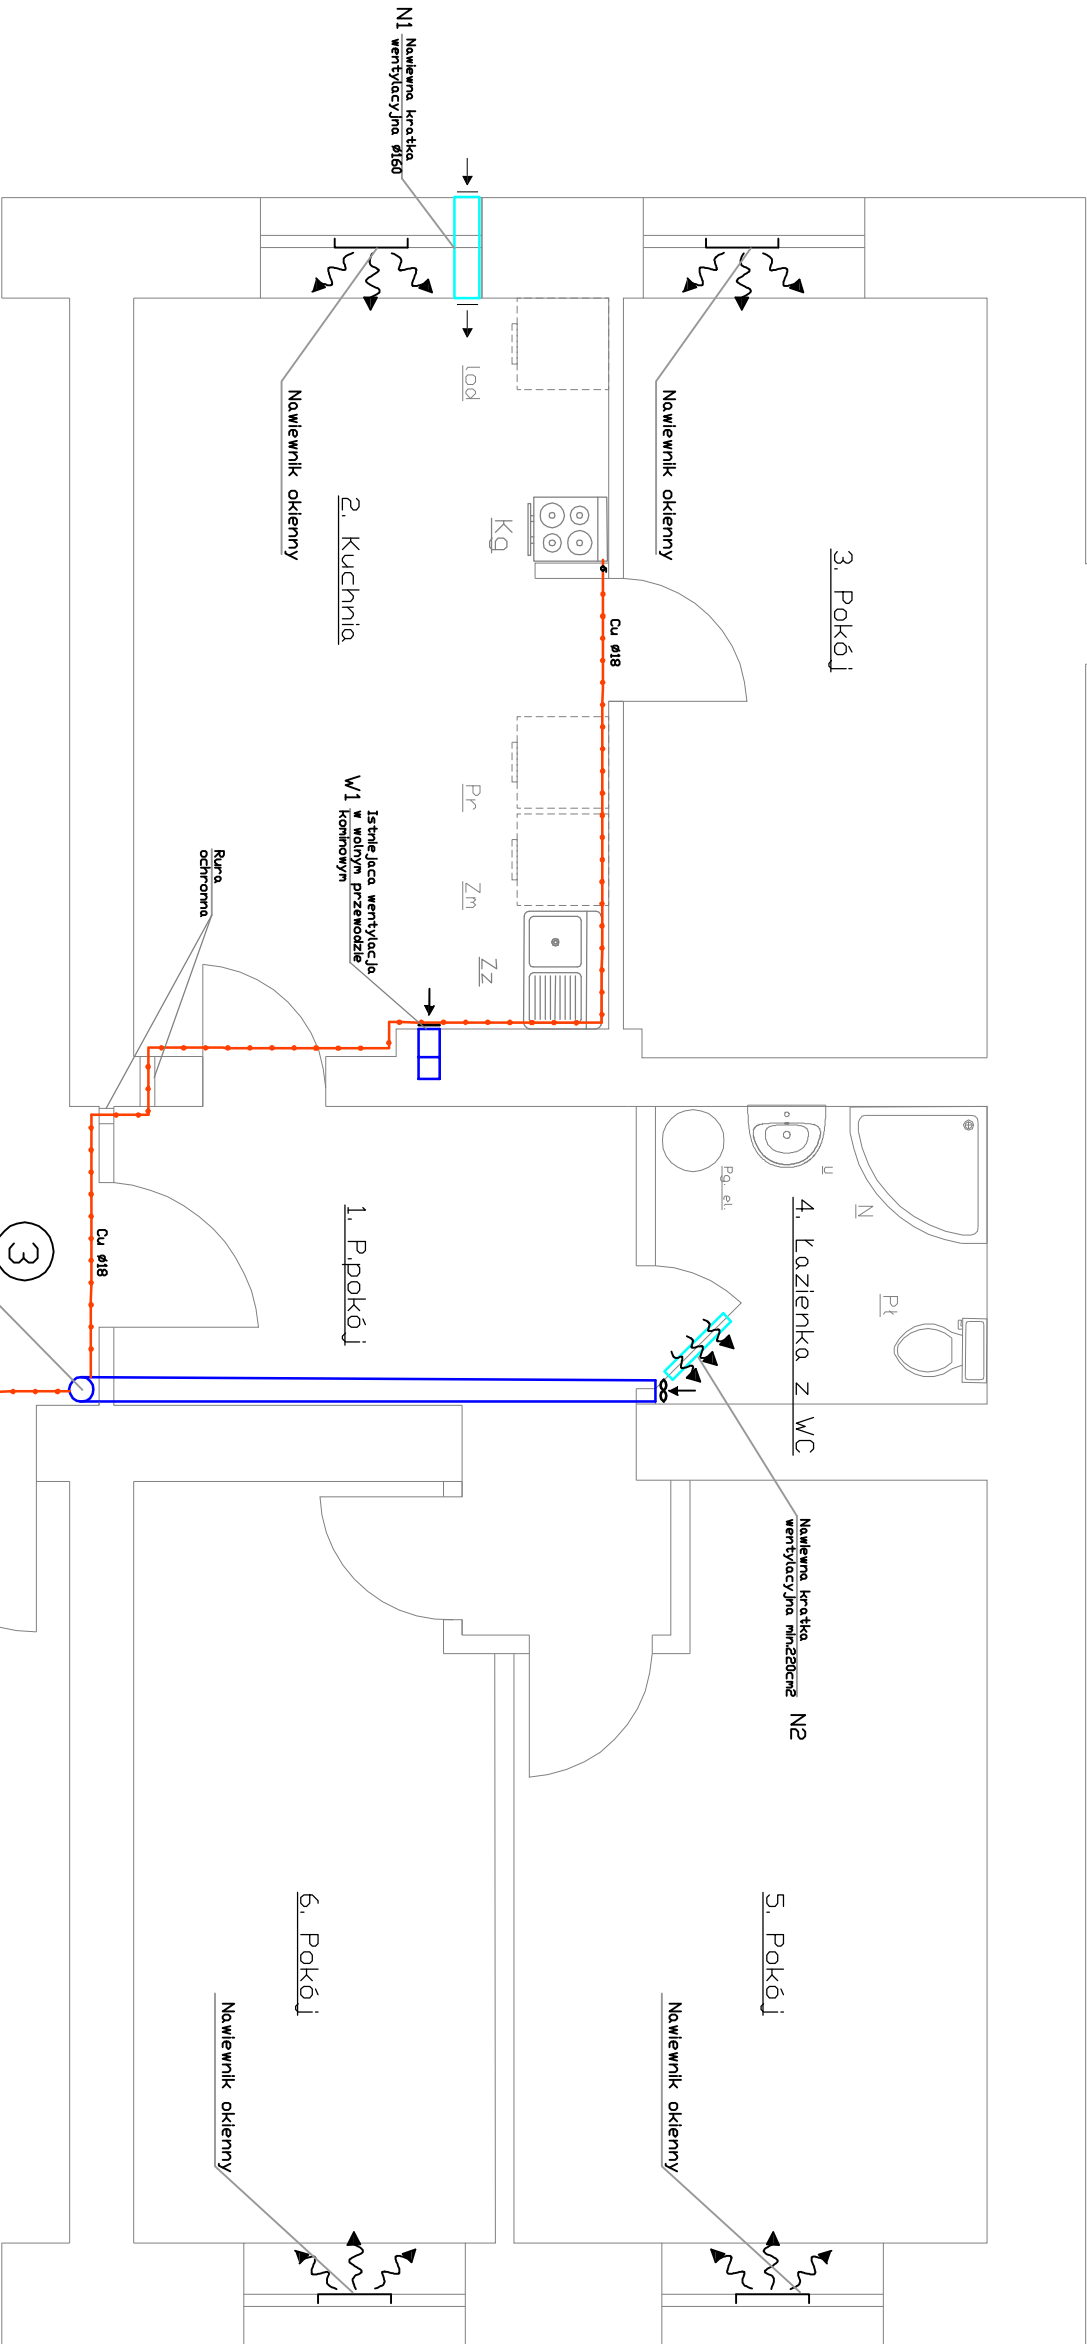 N1
Nawiewna kratka
wentylacyjna ø160
Nawiewnik okienny
Nawiewnik okienny
lod
Kg
2. Kuchnia
3. Pokój
Cu ø18
Pr
Zm
Zz
W1
Istniejaca wentylacja
w wolnym przewodzie
kominowym
Rura
ochronna
1. P.pokój
Cu ø18
3
Pg. el.
U
N
Pł
4. Łazienka z WC
Nawiewna kratka
wentylacyjna min.220cm2
N2
5. Pokój
6. Pokój
Nawiewnik okienny
Nawiewnik okienny